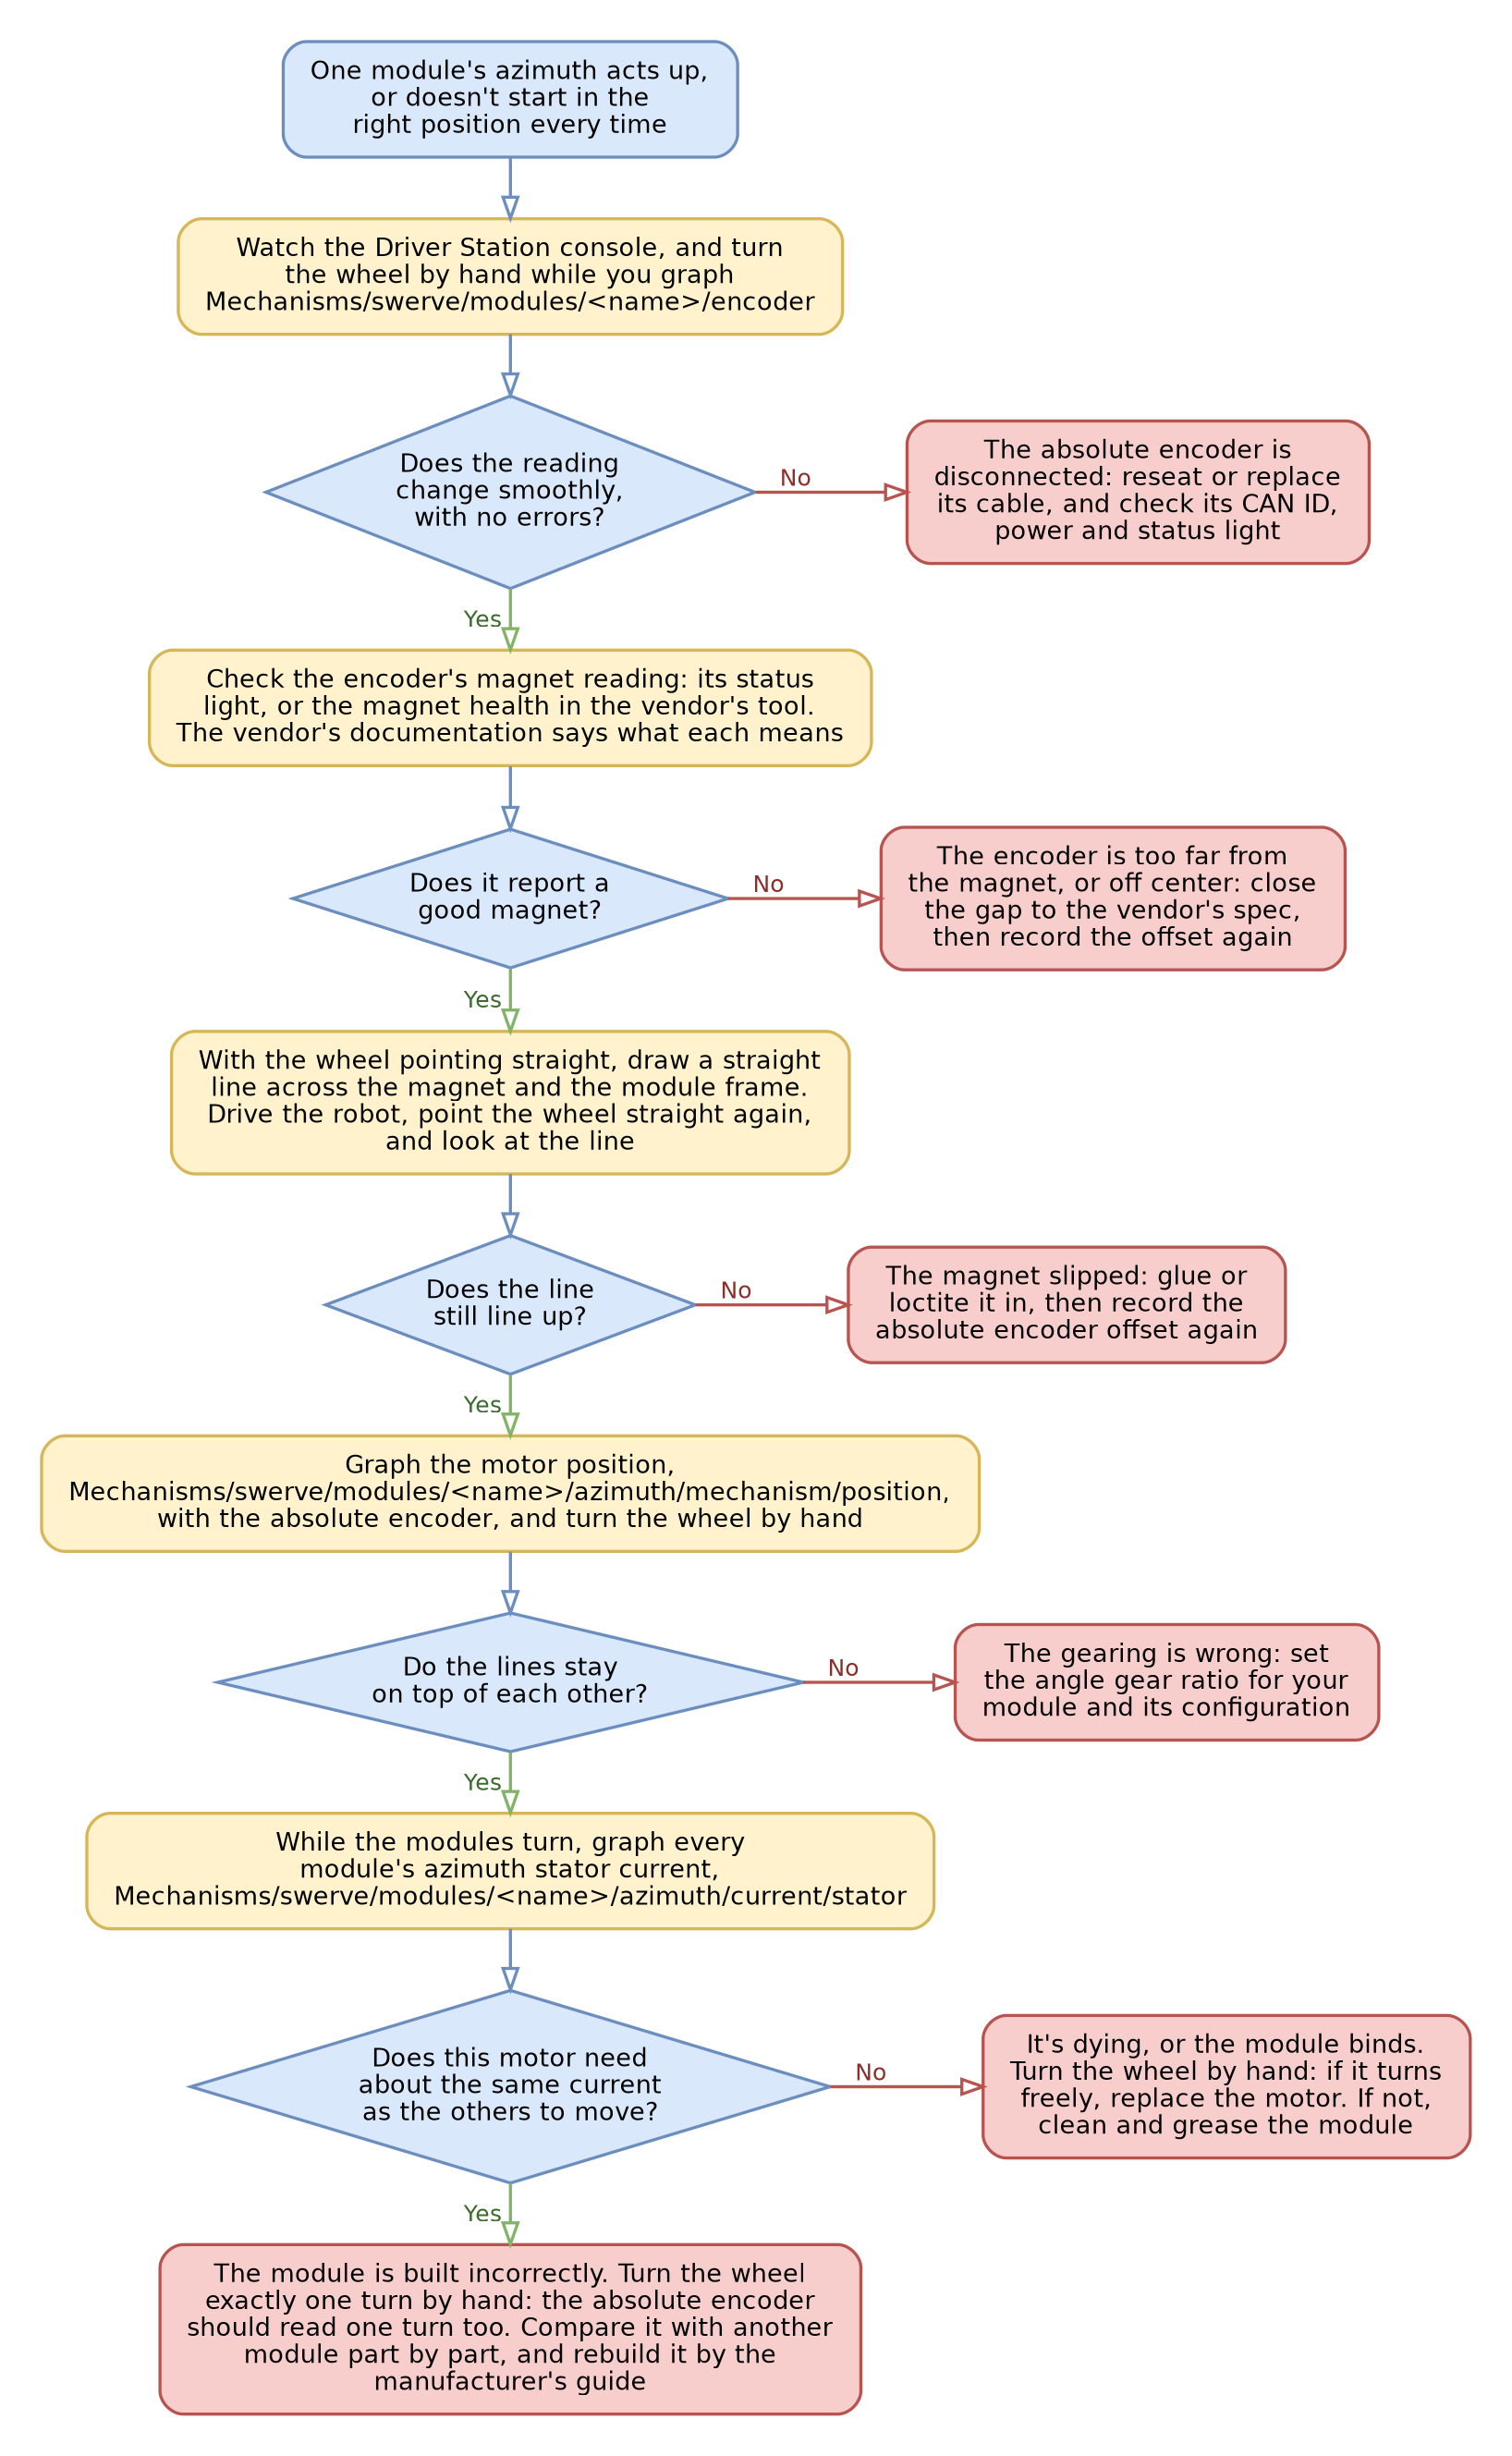 One module's azimuth acts up,
or doesn't start in the
right position every time
Watch the Driver Station console, and turn
the wheel by hand while you graph
Mechanisms/swerve/modules/<name>/encoder
Does the reading
change smoothly,
with no errors?
No
The absolute encoder is
disconnected: reseat or replace
its cable, and check its CAN ID,
power and status light
Yes
Check the encoder's magnet reading: its status
light, or the magnet health in the vendor's tool.
The vendor's documentation says what each means
Does it report a
good magnet?
No
The encoder is too far from
the magnet, or off center: close
the gap to the vendor's spec,
then record the offset again
Yes
With the wheel pointing straight, draw a straight
line across the magnet and the module frame.
Drive the robot, point the wheel straight again,
and look at the line
Does the line
still line up?
No
The magnet slipped: glue or
loctite it in, then record the
absolute encoder offset again
Yes
Graph the motor position,
Mechanisms/swerve/modules/<name>/azimuth/mechanism/position,
with the absolute encoder, and turn the wheel by hand
Do the lines stay
on top of each other?
No
The gearing is wrong: set
the angle gear ratio for your
module and its configuration
Yes
While the modules turn, graph every
module's azimuth stator current,
Mechanisms/swerve/modules/<name>/azimuth/current/stator
Does this motor need
about the same current
as the others to move?
No
It's dying, or the module binds.
Turn the wheel by hand: if it turns
freely, replace the motor. If not,
clean and grease the module
Yes
The module is built incorrectly. Turn the wheel
exactly one turn by hand: the absolute encoder
should read one turn too. Compare it with another
module part by part, and rebuild it by the
manufacturer's guide